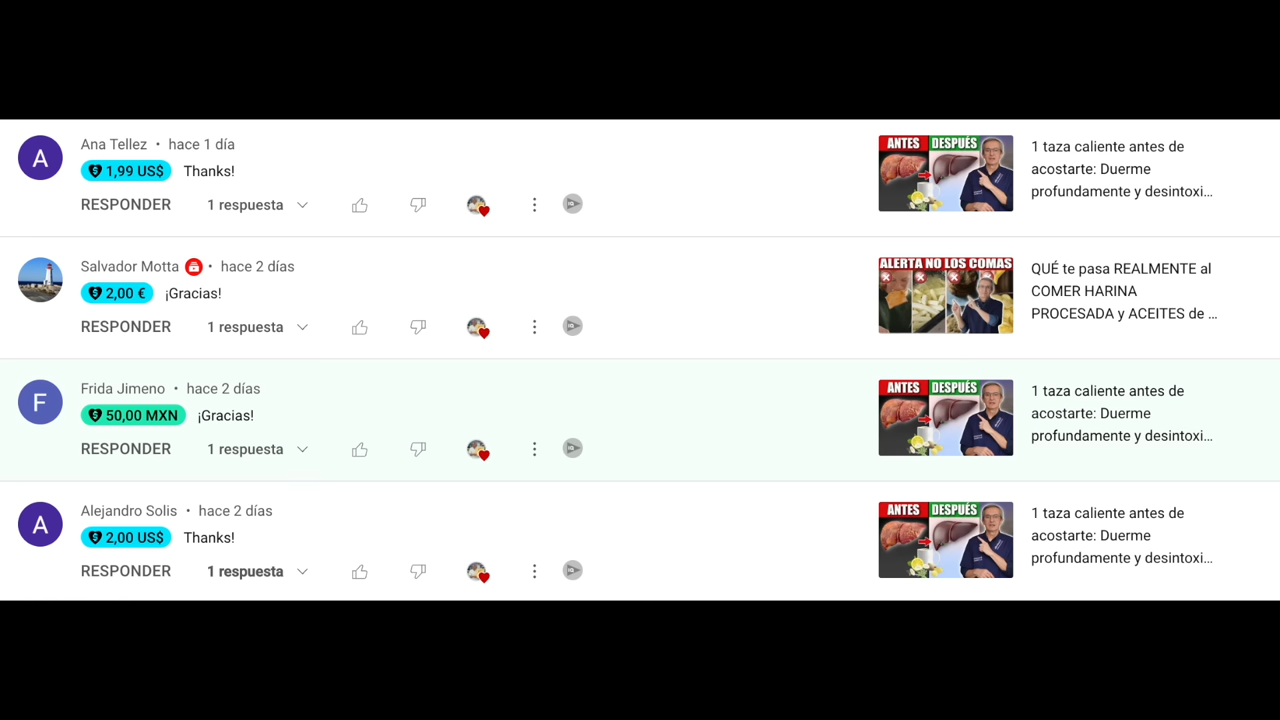 Ana Tellez • hace 1 día
1,99 US$ Thanks!
RESPONDER 1 respuesta
ANTES DESPUÉS
1 taza caliente antes de
acostarte: Duerme
profundamente y desintoxi...
Salvador Motta • hace 2 días
2,00 € ¡Gracias!
RESPONDER 1 respuesta
ALERTA NO LOS COMAS
QUÉ te pasa REALMENTE al
COMER HARINA
PROCESADA y ACEITES de ...
F
Frida Jimeno • hace 2 días
50,00 MXN ¡Gracias!
RESPONDER 1 respuesta
ANTES DESPUÉS
1 taza caliente antes de
acostarte: Duerme
profundamente y desintoxi...
A
Alejandro Solis • hace 2 días
2,00 US$ Thanks!
RESPONDER 1 respuesta
ANTES DESPUÉS
1 taza caliente antes de
acostarte: Duerme
profundamente y desintoxi...